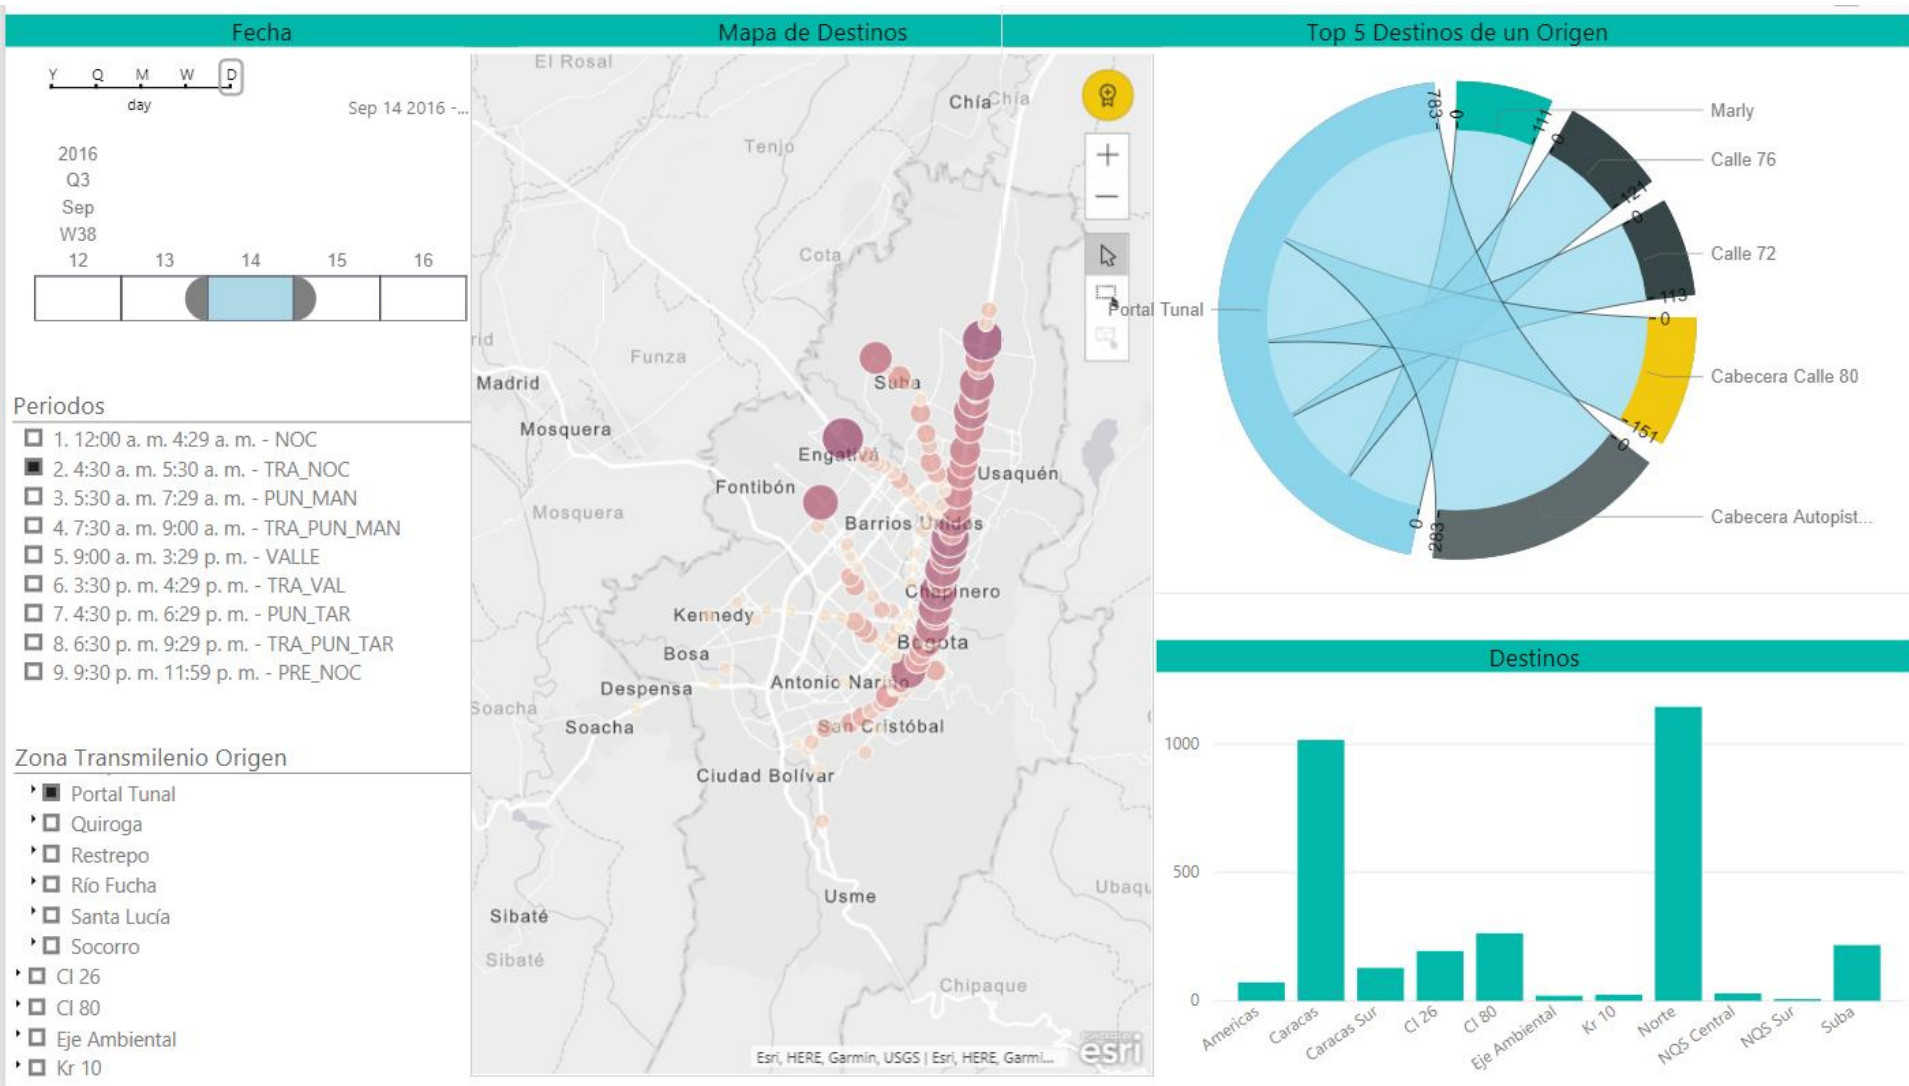 Fecha
Y Q M W D
day
Sep 14 2016 -...
2016
Q3
Sep
W38
12 13 14 15 16
Periodos
1. 12:00 a. m. 4:29 a. m. - NOC
2. 4:30 a. m. 5:30 a. m. - TRA_NOC
3. 5:30 a. m. 7:29 a. m. - PUN_MAN
4. 7:30 a. m. 9:00 a. m. - TRA_PUN_MAN
5. 9:00 a. m. 3:29 p. m. - VALLE
6. 3:30 p. m. 4:29 p. m. - TRA_VAL
7. 4:30 p. m. 6:29 p. m. - PUN_TAR
8. 6:30 p. m. 9:29 p. m. - TRA_PUN_TAR
9. 9:30 p. m. 11:59 p. m. - PRE_NOC
Zona Transmilenio Origen
Portal Tunal
Quiroga
Restrepo
Río Fucha
Santa Lucía
Socorro
Cl 26
Cl 80
Eje Ambiental
Kr 10
Mapa de Destinos
El Rosal
Chía
Chía
Tenjo
Cota
Funza
Madrid
Suba
Mosquera
Engativá
Usaquén
Fontibón
Mosquera
Barrios Unidos
Chapinero
Kennedy
Bogota
Bosa
Antonio Nariño
Despensa
Soacha
Soacha
San Cristóbal
Ciudad Bolívar
Usme
Sibaté
Sibaté
Chipaque
Esri, HERE, Garmin, USGS | Esri, HERE, Garmi...
POWERED BY
esri
Top 5 Destinos de un Origen
783
0
Marly
111
0
Calle 76
121
0
Calle 72
113
0
Portal Tunal
Cabecera Calle 80
151
0
Cabecera Autopist...
283
0
Destinos
1000
500
0
Americas
Caracas
Caracas Sur
Cl 26
Cl 80
Eje Ambiental
Kr 10
Norte
NQS Central
NQS Sur
Suba